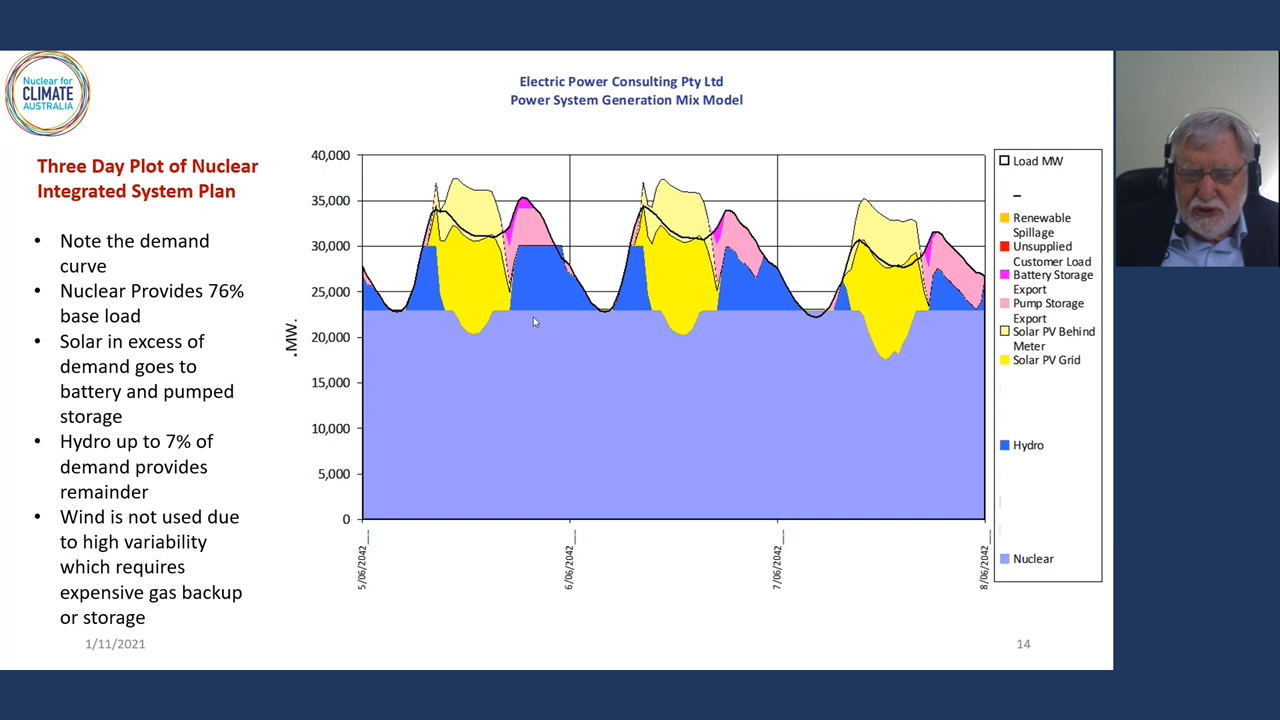 Nuclear for
CLIMATE
AUSTRALIA
Electric Power Consulting Pty Ltd
Power System Generation Mix Model
Three Day Plot of Nuclear
Integrated System Plan
• Note the demand
curve
• Nuclear Provides 76%
base load
• Solar in excess of
demand goes to
battery and pumped
storage
• Hydro up to 7% of
demand provides
remainder
• Wind is not used due
to high variability
which requires
expensive gas backup
or storage
.MW.
40,000
35,000
30,000
25,000
20,000
15,000
10,000
5,000
0
5/06/2042
6/06/2042
7/06/2042
8/06/2042
Load MW
Renewable
Spillage
Unsupplied
Customer Load
Battery Storage
Export
Pump Storage
Export
Solar PV Behind
Meter
Solar PV Grid
Hydro
Nuclear
1/11/2021
14